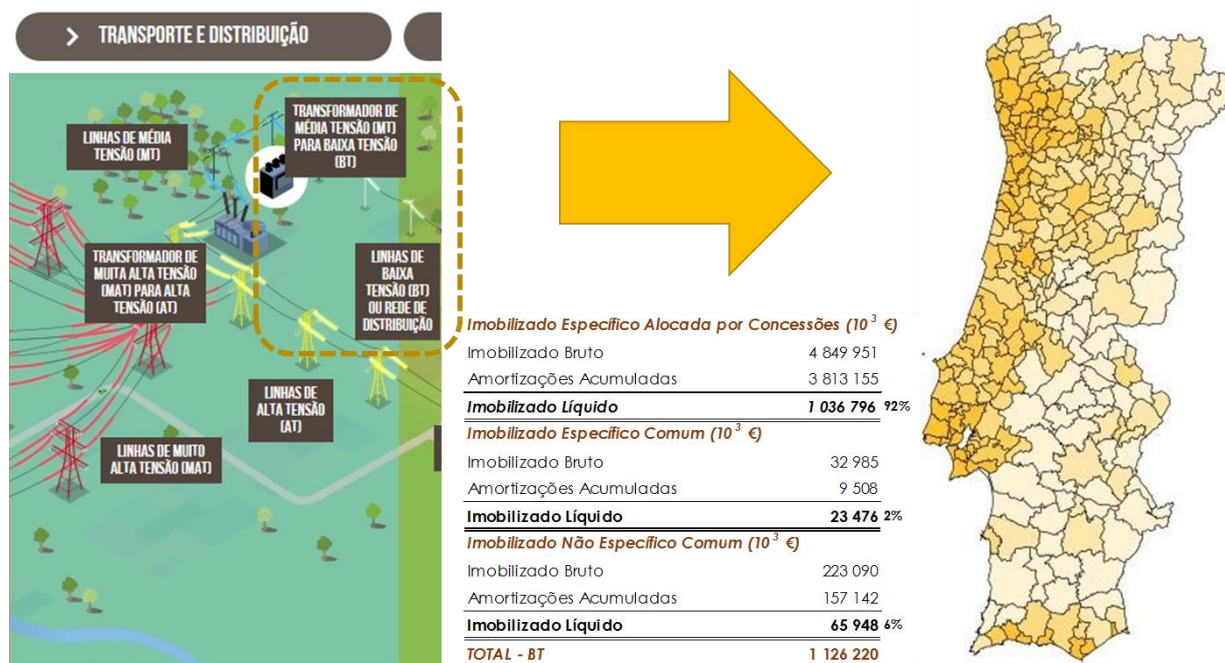 TRANSPORTE E DISTRIBUIÇÃO
LINHAS DE MÉDIA
TENSÃO (MT)
TRANSFORMADOR DE
MÉDIA TENSÃO (MT)
PARA BAIXA TENSÃO
(BT)
TRANSFORMADOR DE
MUITA ALTA TENSÃO
(MAT) PARA ALTA
TENSÃO (AT)
LINHAS DE
BAIXA
TENSÃO (BT)
OU REDE DE
DISTRIBUIÇÃO
LINHAS DE
ALTA TENSÃO
(AT)
LINHAS DE MUITO
ALTA TENSÃO (MAT)
Imobilizado Específico Alocada por Concessões (10³ €)
Imobilizado Bruto 4 849 951
Amortizações Acumuladas 3 813 155
Imobilizado Líquido 1 036 796 92%
Imobilizado Específico Comum (10³ €)
Imobilizado Bruto 32 985
Amortizações Acumuladas 9 508
Imobilizado Líquido 23 476 2%
Imobilizado Não Específico Comum (10³ €)
Imobilizado Bruto 223 090
Amortizações Acumuladas 157 142
Imobilizado Líquido 65 948 6%
TOTAL - BT 1 126 220